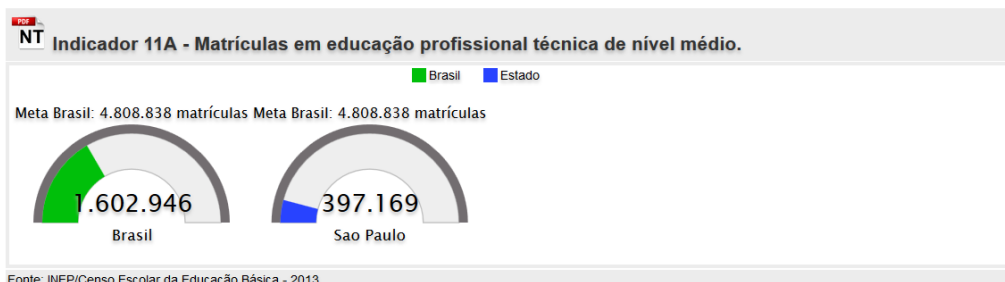 PDF
NT
Indicador 11A - Matrículas em educação profissional técnica de nível médio.
Brasil Estado
Meta Brasil: 4.808.838 matrículas Meta Brasil: 4.808.838 matrículas
1.602.946 397.169
Brasil Sao Paulo
Fonte: INEP/Censo Escolar da Educação Básica - 2013